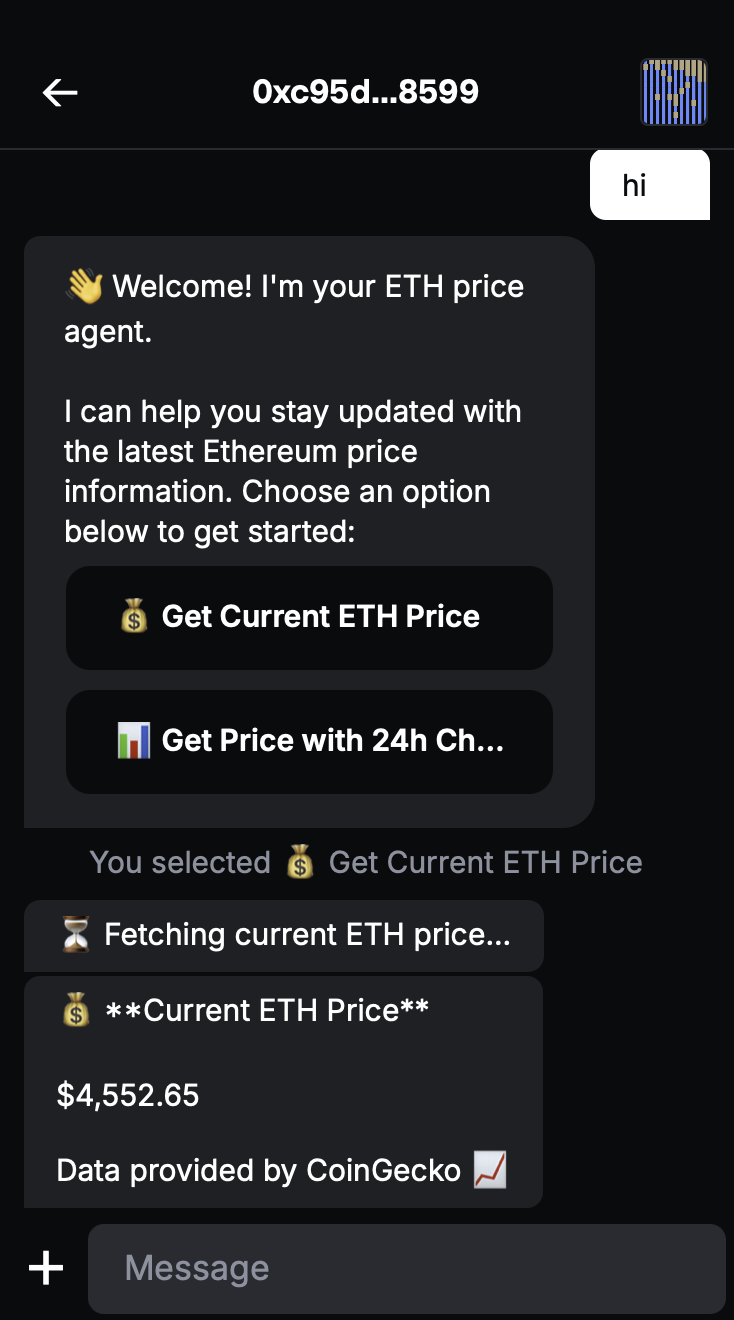 0xc95d...8599
hi
👋 Welcome! I'm your ETH price
agent.
I can help you stay updated with
the latest Ethereum price
information. Choose an option
below to get started:
💰 Get Current ETH Price
📊 Get Price with 24h Ch...
You selected 💰 Get Current ETH Price
⏳ Fetching current ETH price...
💰 **Current ETH Price**
$4,552.65
Data provided by CoinGecko 📈
Message